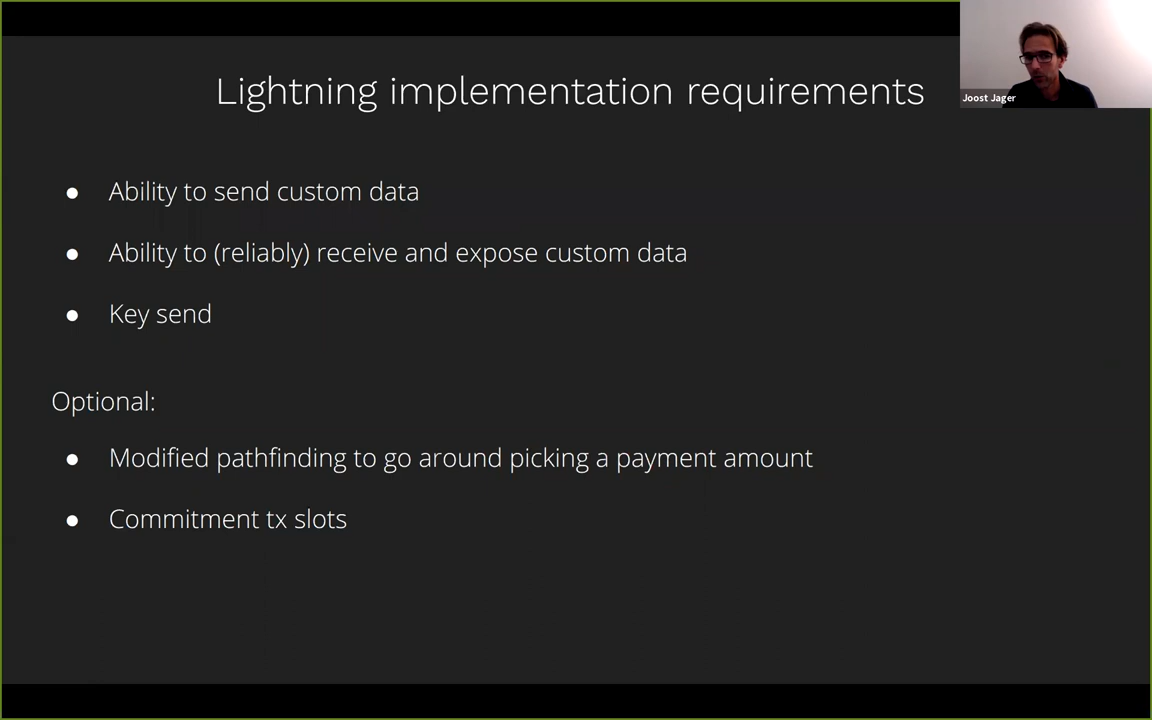 Lightning implementation requirements
Joost Jager
● Ability to send custom data
● Ability to (reliably) receive and expose custom data
● Key send
Optional:
● Modified pathfinding to go around picking a payment amount
● Commitment tx slots